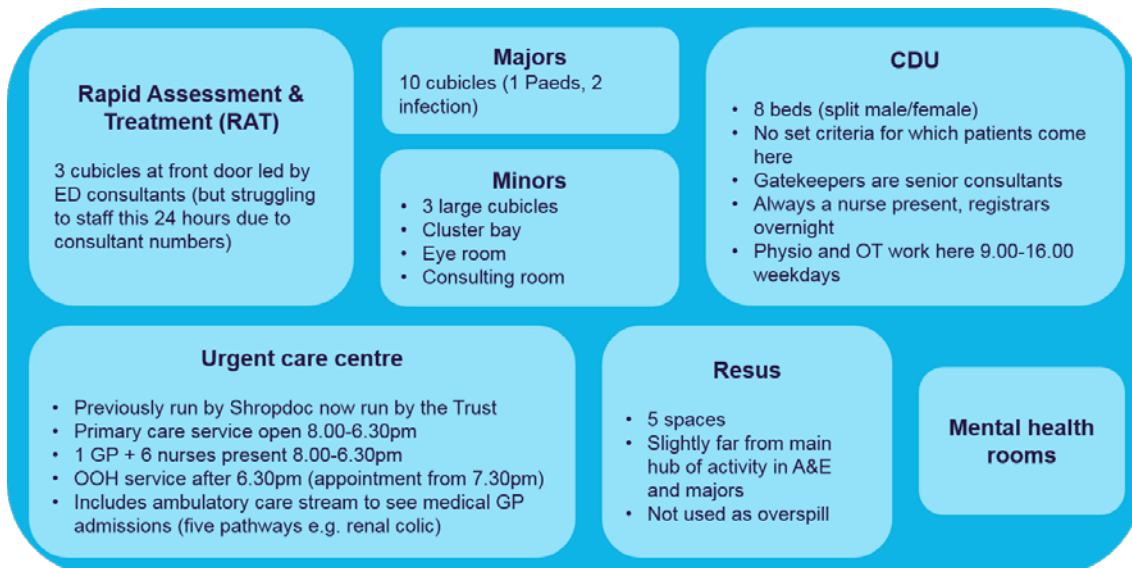 Rapid Assessment &
Treatment (RAT)
3 cubicles at front door led by
ED consultants (but struggling
to staff this 24 hours due to
consultant numbers)
Majors
10 cubicles (1 Paeds, 2
infection)
Minors
• 3 large cubicles
• Cluster bay
• Eye room
• Consulting room
CDU
• 8 beds (split male/female)
• No set criteria for which patients come
here
• Gatekeepers are senior consultants
• Always a nurse present, registrars
overnight
• Physio and OT work here 9.00-16.00
weekdays
Urgent care centre
• Previously run by Shropdoc now run by the Trust
• Primary care service open 8.00-6.30pm
• 1 GP + 6 nurses present 8.00-6.30pm
• OOH service after 6.30pm (appointment from 7.30pm)
• Includes ambulatory care stream to see medical GP
admissions (five pathways e.g. renal colic)
Resus
• 5 spaces
• Slightly far from main
hub of activity in A&E
and majors
• Not used as overspill
Mental health
rooms